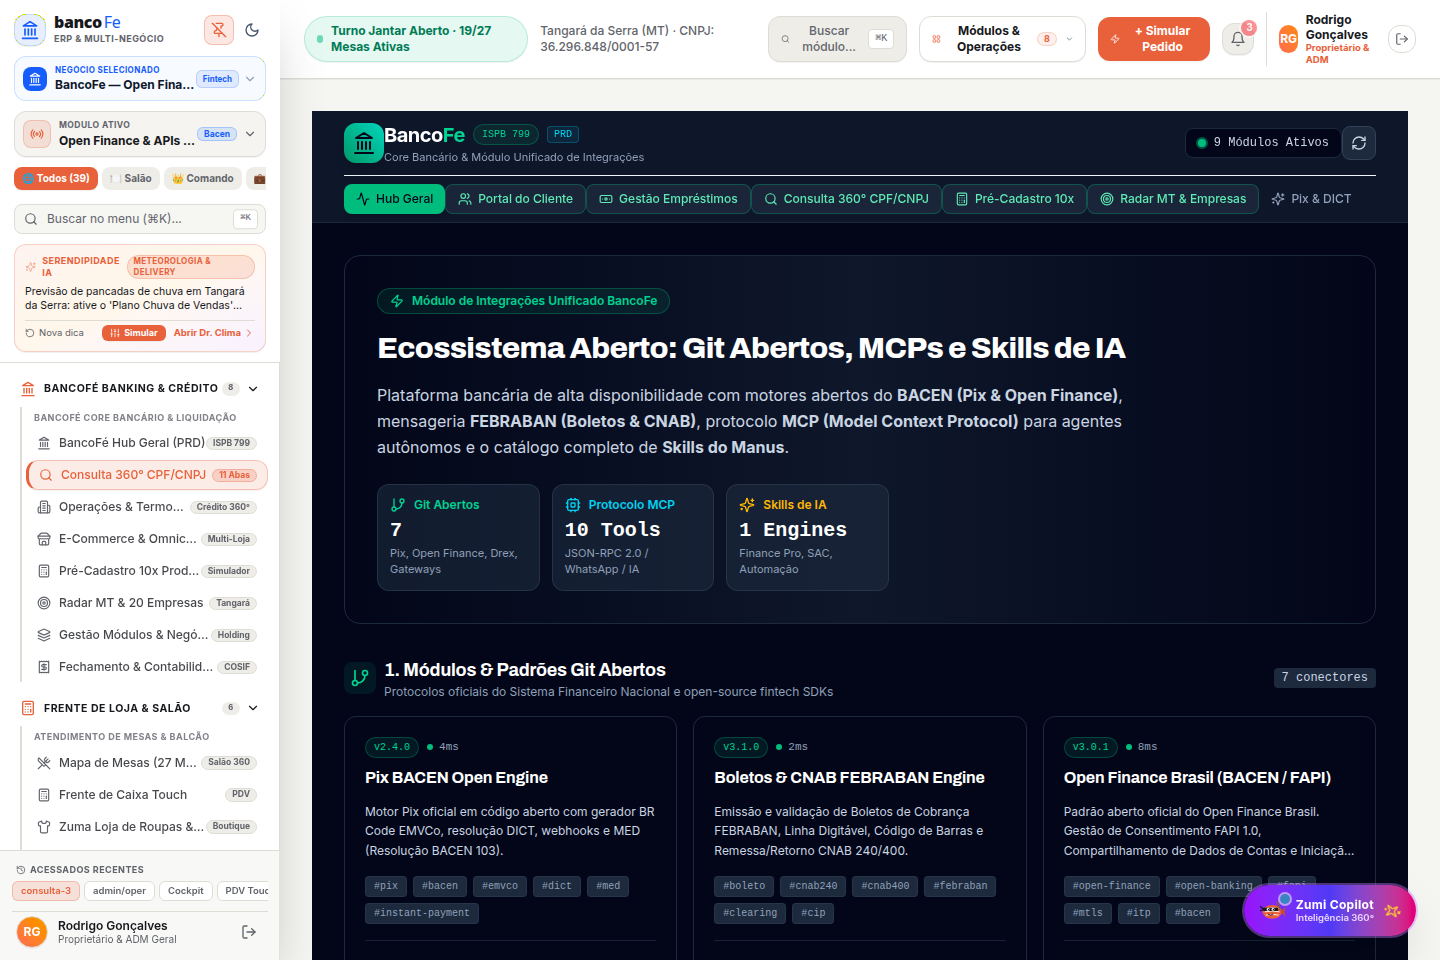 banco Fe
ERP & MULTI-NEGÓCIO
NEGÓCIO SELECIONADO
BancoFe — Open Fina...
Fintech
MÓDULO ATIVO
Open Finance & APIs ...
Bacen
Todos (39)
Salão
Comando
Buscar no menu (⌘K)...
⌘K
SERENDIPIDADE IA
METEOROLOGIA & DELIVERY
Previsão de pancadas de chuva em Tangará
da Serra: ative o 'Plano Chuva de Vendas'...
Nova dica
Simular
Abrir Dr. Clima
BANCOFÉ BANKING & CRÉDITO
8
BANCOFÉ CORE BANCÁRIO & LIQUIDAÇÃO
BancoFé Hub Geral (PRD)
ISPB 799
Consulta 360° CPF/CNPJ
11 Abas
Operações & Termo...
Crédito 360°
E-Commerce & Omnic...
Multi-Loja
Pré-Cadastro 10x Prod...
Simulador
Radar MT & 20 Empresas
Tangará
Gestão Módulos & Negó...
Holding
Fechamento & Contabilid...
COSIF
FRENTE DE LOJA & SALÃO
6
ATENDIMENTO DE MESAS & BALCÃO
Mapa de Mesas (27 M...
Salão 360
Frente de Caixa Touch
PDV
Zuma Loja de Roupas &...
Boutique
ACESSADOS RECENTES
consulta-3
admin/oper
Cockpit
PDV Touc
RG
Rodrigo Gonçalves
Proprietário & ADM Geral
Turno Jantar Aberto · 19/27
Mesas Ativas
Tangará da Serra (MT) · CNPJ:
36.296.848/0001-57
Buscar
módulo...
⌘K
Módulos &
Operações
8
+ Simular
Pedido
3
RG
Rodrigo
Gonçalves
Proprietário &
ADM
BancoFe
ISPB 799
PRD
Core Bancário & Módulo Unificado de Integrações
9 Módulos Ativos
Hub Geral
Portal do Cliente
Gestão Empréstimos
Consulta 360° CPF/CNPJ
Pré-Cadastro 10x
Radar MT & Empresas
Pix & DICT
Módulo de Integrações Unificado BancoFe
Ecossistema Aberto: Git Abertos, MCPs e Skills de IA
Plataforma bancária de alta disponibilidade com motores abertos do BACEN (Pix & Open Finance),
mensageria FEBRABAN (Boletos & CNAB), protocolo MCP (Model Context Protocol) para agentes
autônomos e o catálogo completo de Skills do Manus.
Git Abertos
7
Pix, Open Finance, Drex,
Gateways
Protocolo MCP
10 Tools
JSON-RPC 2.0 /
WhatsApp / IA
Skills de IA
1 Engines
Finance Pro, SAC,
Automação
1. Módulos & Padrões Git Abertos
Protocolos oficiais do Sistema Financeiro Nacional e open-source fintech SDKs
7 conectores
v2.4.0
4ms
Pix BACEN Open Engine
Motor Pix oficial em código aberto com gerador BR
Code EMVCo, resolução DICT, webhooks e MED
(Resolução BACEN 103).
#pix #bacen #emvco #dict #med
#instant-payment
v3.1.0
2ms
Boletos & CNAB FEBRABAN Engine
Emissão e validação de Boletos de Cobrança
FEBRABAN, Linha Digitável, Código de Barras e
Remessa/Retorno CNAB 240/400.
#boleto #cnab240 #cnab400 #febraban
#clearing #cip
v3.0.1
8ms
Open Finance Brasil (BACEN / FAPI)
Padrão aberto oficial do Open Finance Brasil.
Gestão de Consentimento FAPI 1.0,
Compartilhamento de Dados de Contas e Iniciaçã...
#open-finance #open-banking #fapi
#mtls #itp #bacen
Zumi Copilot
Inteligência 360°